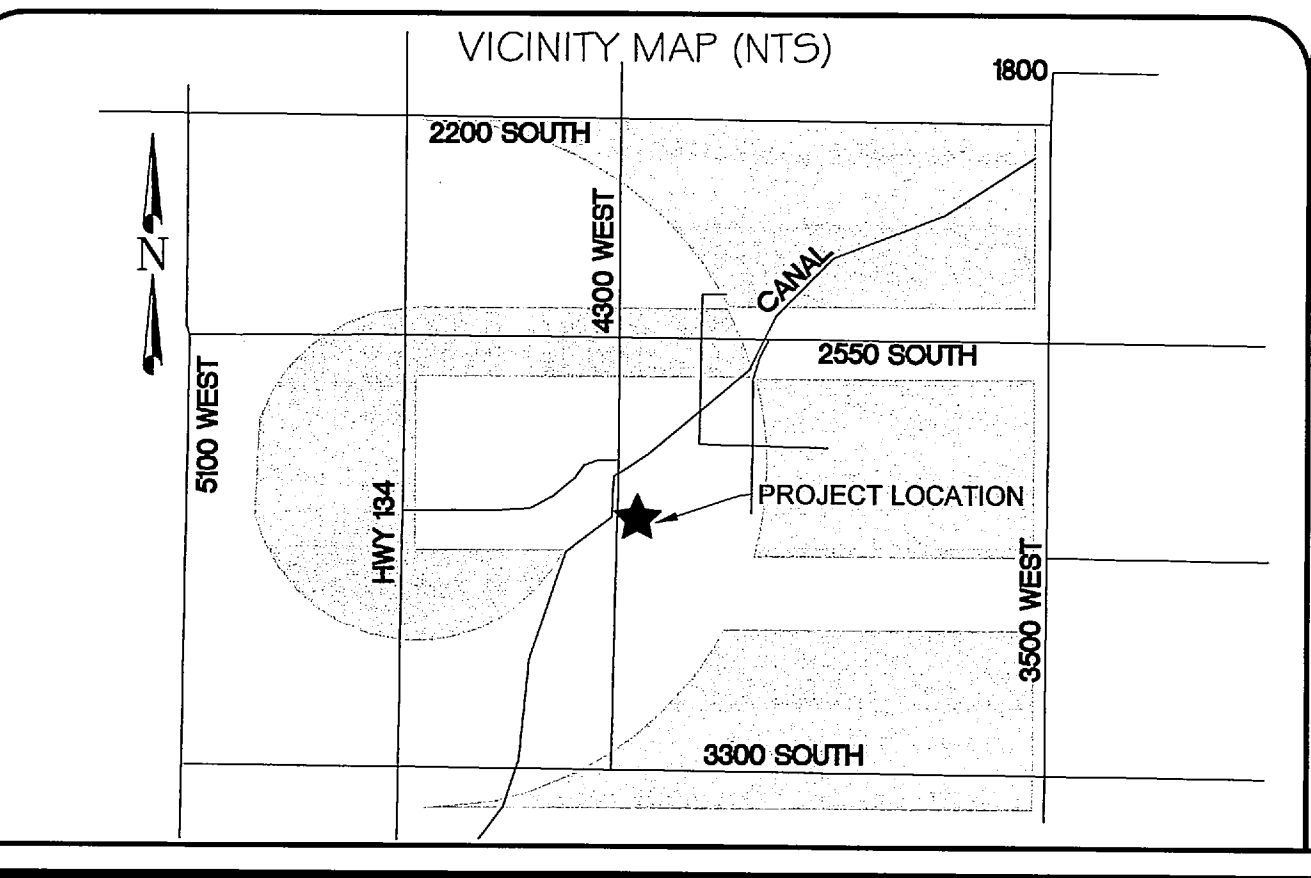 VICINITY MAP (NTS)
1800
2200 SOUTH
4300 WEST
N
CANAL
2550 SOUTH
5100 WEST
HWY 134
PROJECT LOCATION
3500 WEST
3300 SOUTH